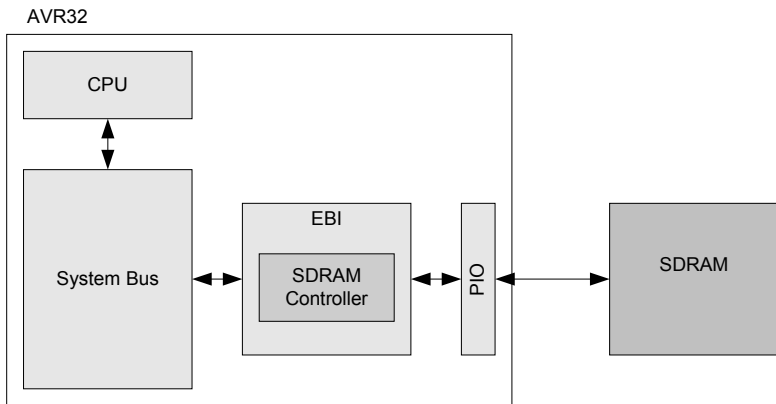 AVR32
CPU
System Bus
EBI
SDRAM
Controller
PIO
SDRAM